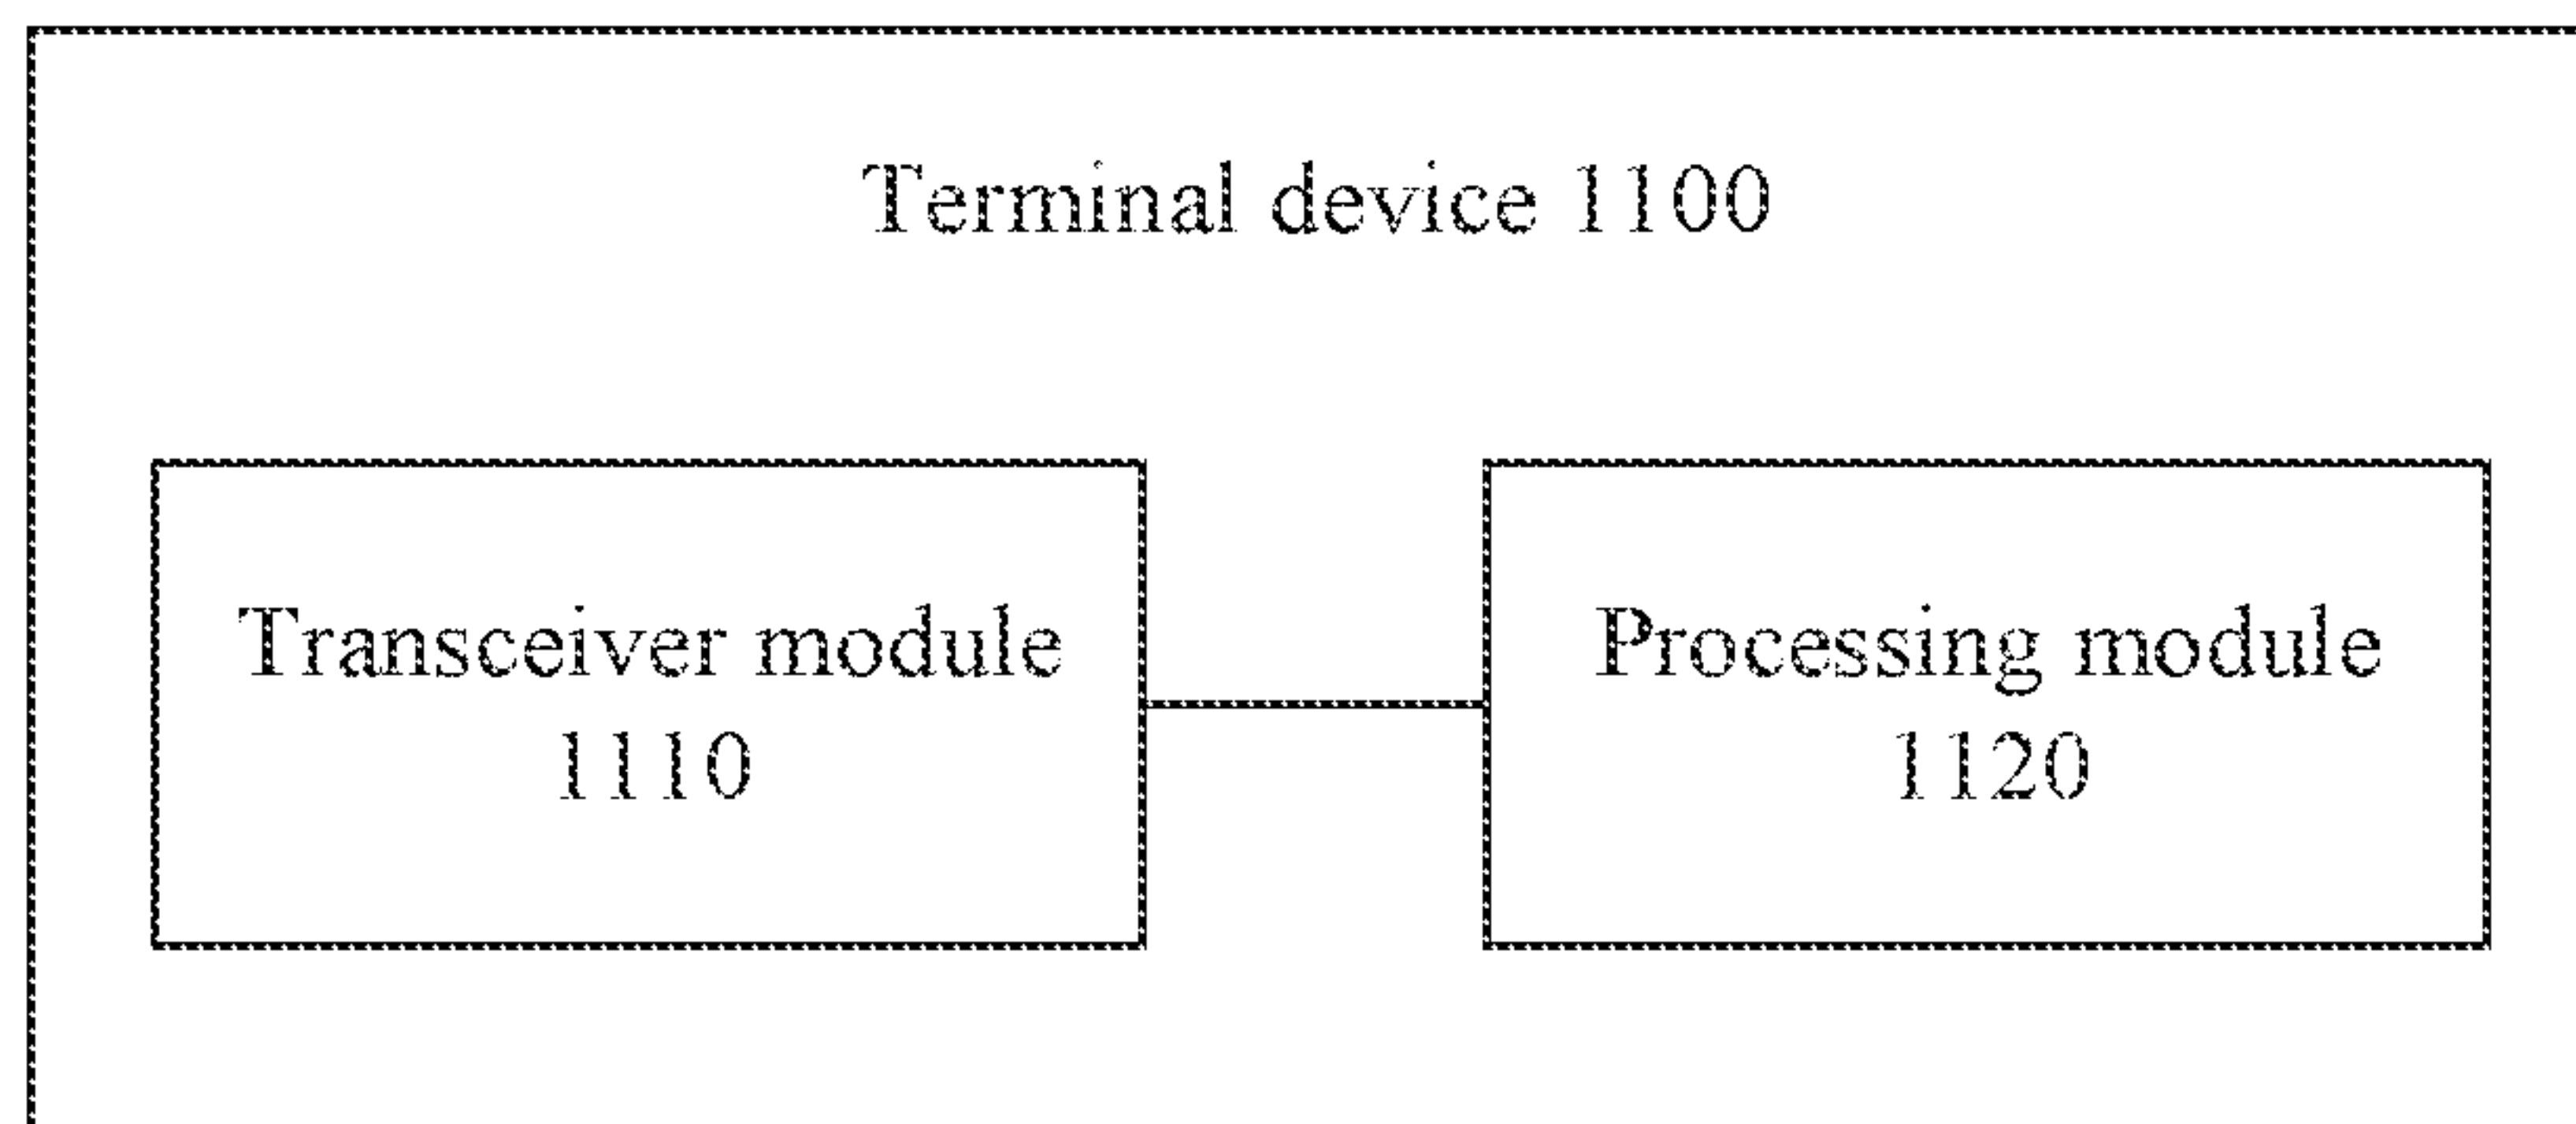 Terminal device 1100
Transceiver module
1110
Processing module
1120